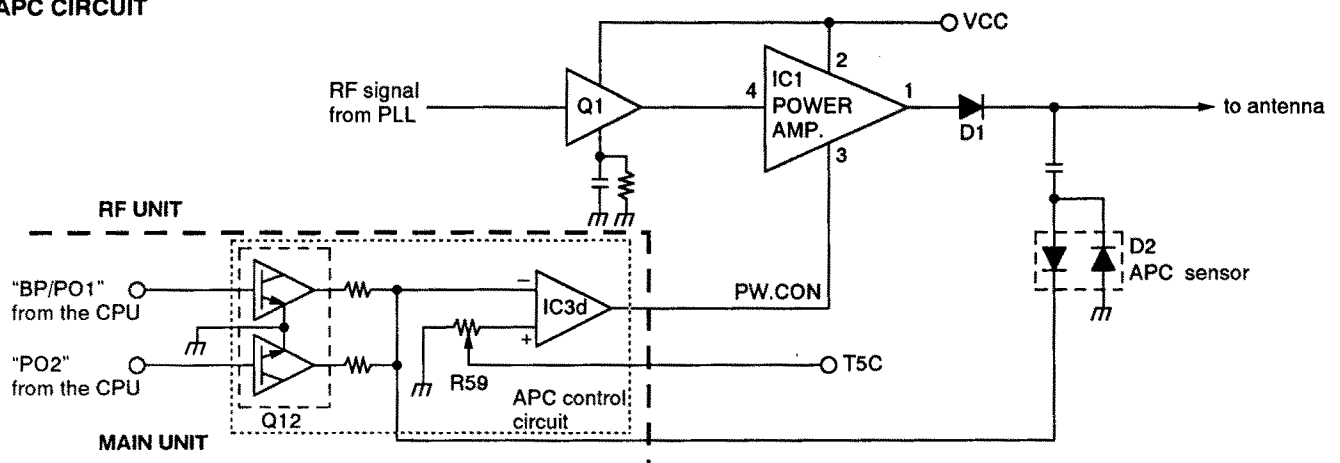 APC CIRCUIT
VCC
2
IC1
POWER
AMP.
4
1
3
RF signal
from PLL
Q1
D1
to antenna
RF UNIT
D2
APC sensor
"BP/PO1"
from the CPU
−
IC3d
+
PW.CON
"PO2"
from the CPU
R59
T5C
APC control
circuit
Q12
MAIN UNIT